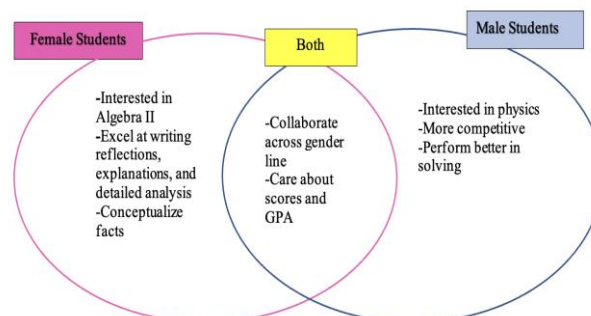 Female Students
Both
Male Students
-Interested in
Algebra II
-Excel at writing
reflections,
explanations, and
detailed analysis
-Conceptualize
facts
-Collaborate
across gender
line
-Care about
scores and
GPA
-Interested in physics
-More competitive
-Perform better in
solving